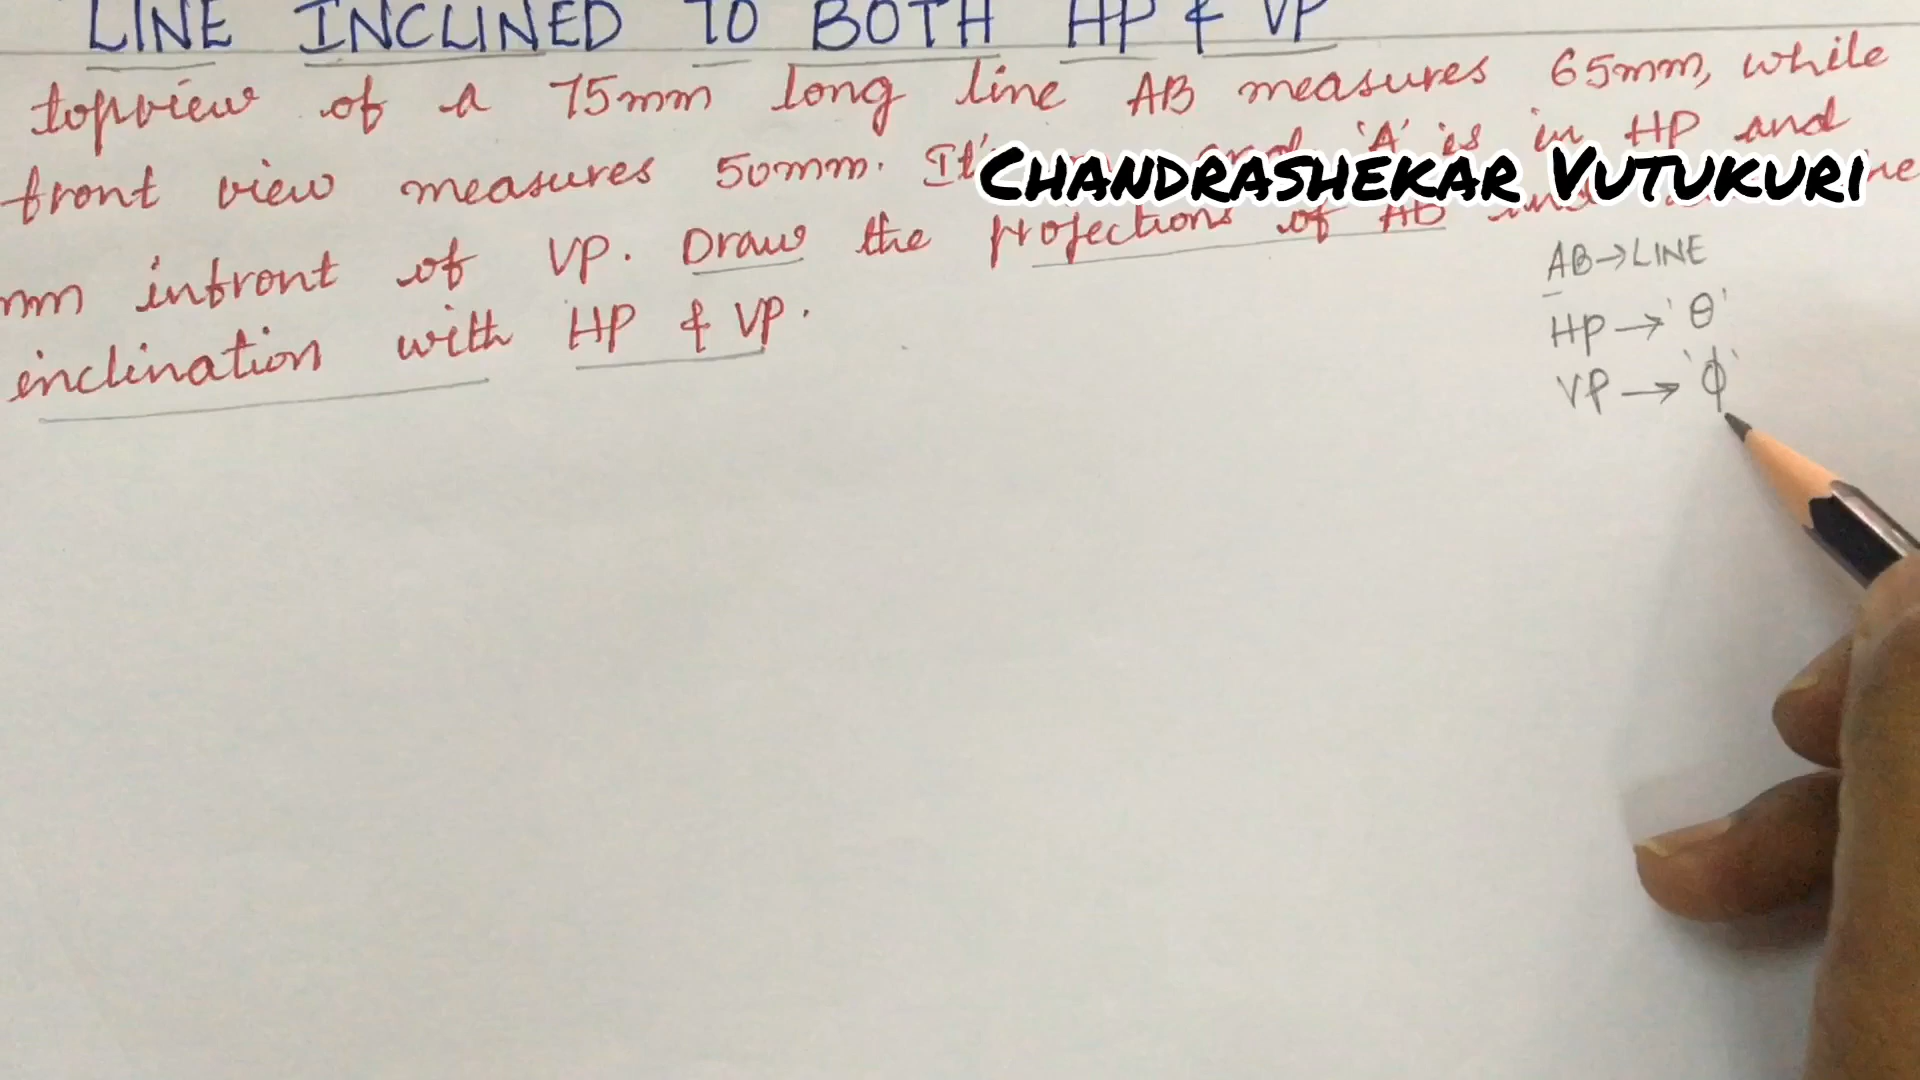 LINE INCLINED TO BOTH HP & VP
topview of a 75mm long line AB measures 65mm, while
front view measures 50mm. It's end 'A' is in HP and
CHANDRASHEKAR VUTUKURI
mm infront of VP. Draw the projections of AB and
inclination with HP & VP.
AB→LINE
HP→'θ'
VP→'ϕ'